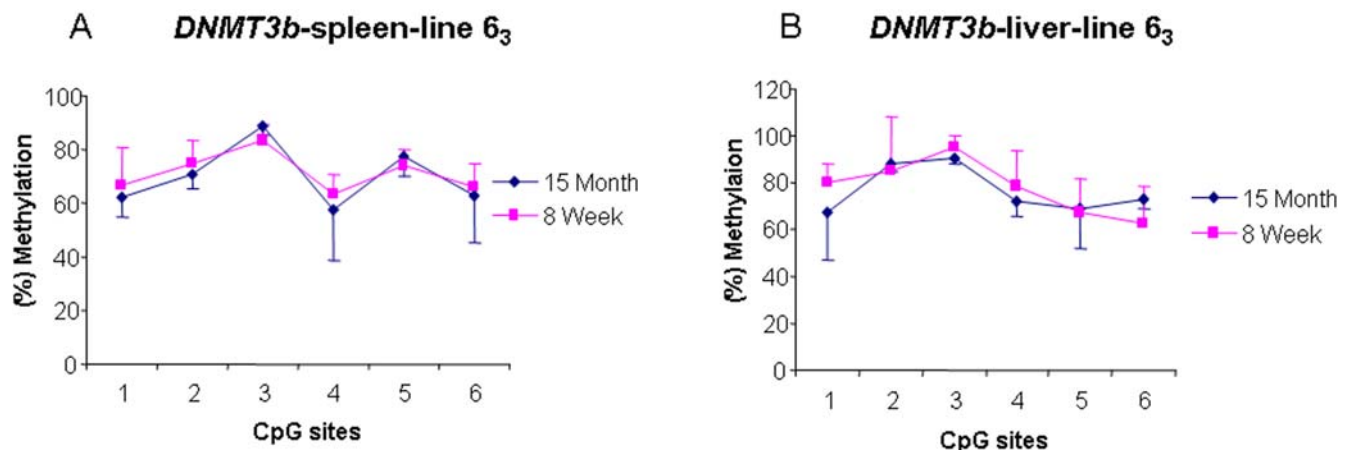 A DNMT3b-spleen-line 6₃
100
80
60
40
20
0
(%) Methylation
1 2 3 4 5 6
CpG sites
15 Month
8 Week
B DNMT3b-liver-line 6₃
120
100
80
60
40
20
0
(%) Methylaion
1 2 3 4 5 6
CpG sites
15 Month
8 Week